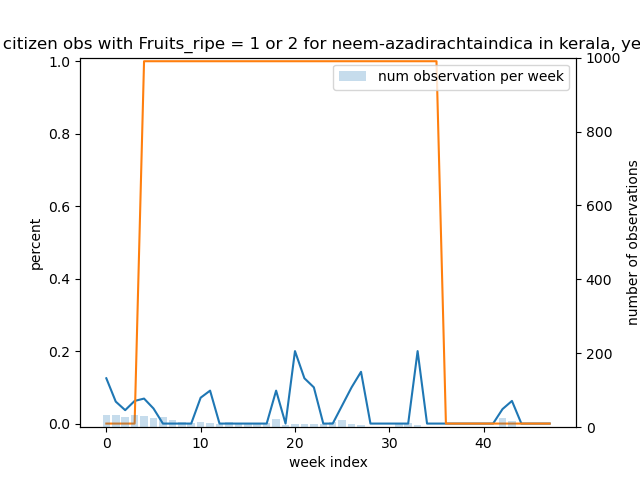 citizen obs with Fruits_ripe = 1 or 2 for neem-azadirachtaindica in kerala, ye
num observation per week
percent
1.0
0.8
0.6
0.4
0.2
0.0
1000
800
600
400
200
0
number of observations
0 10 20 30 40
week index